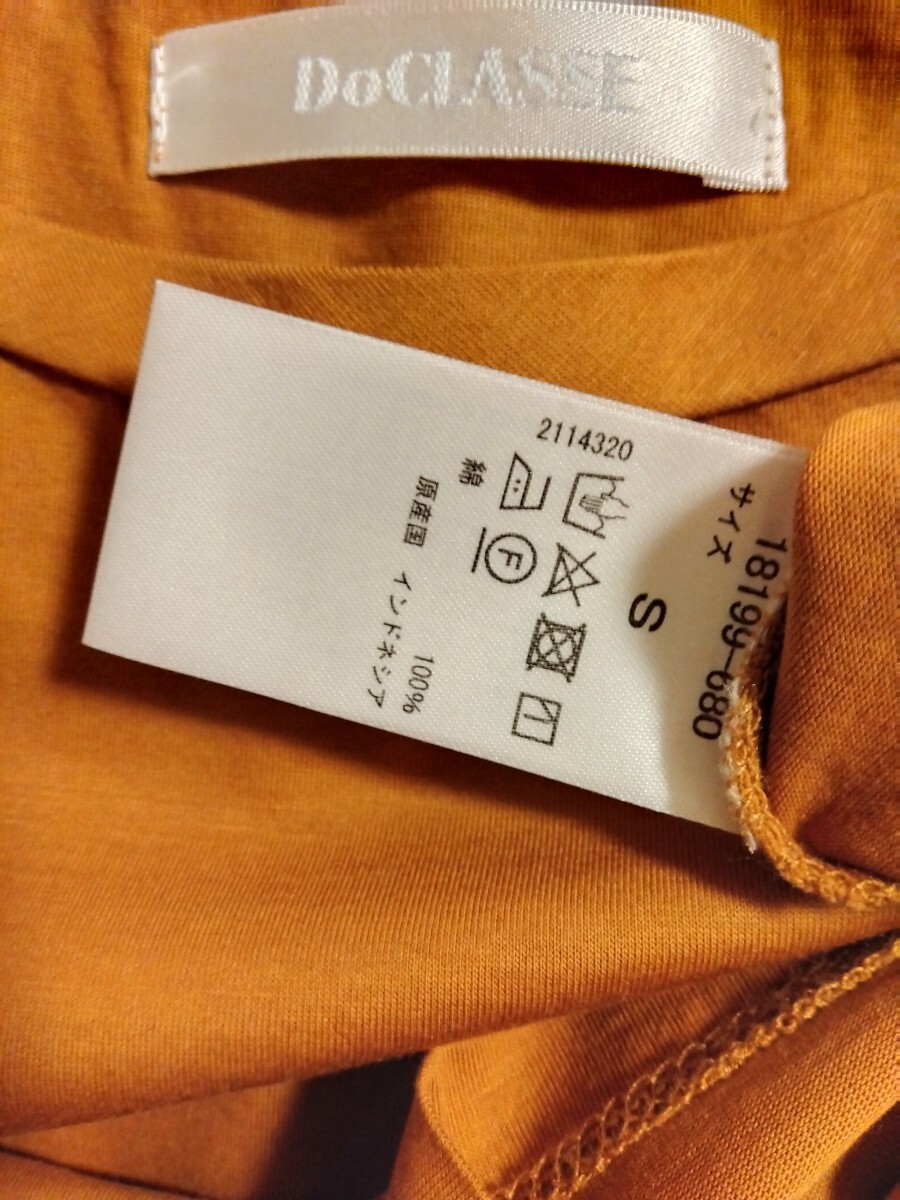 DoCLASSE
18199-680
サイズ
S
2114320
F
綿 100%
原産国 インドネシア